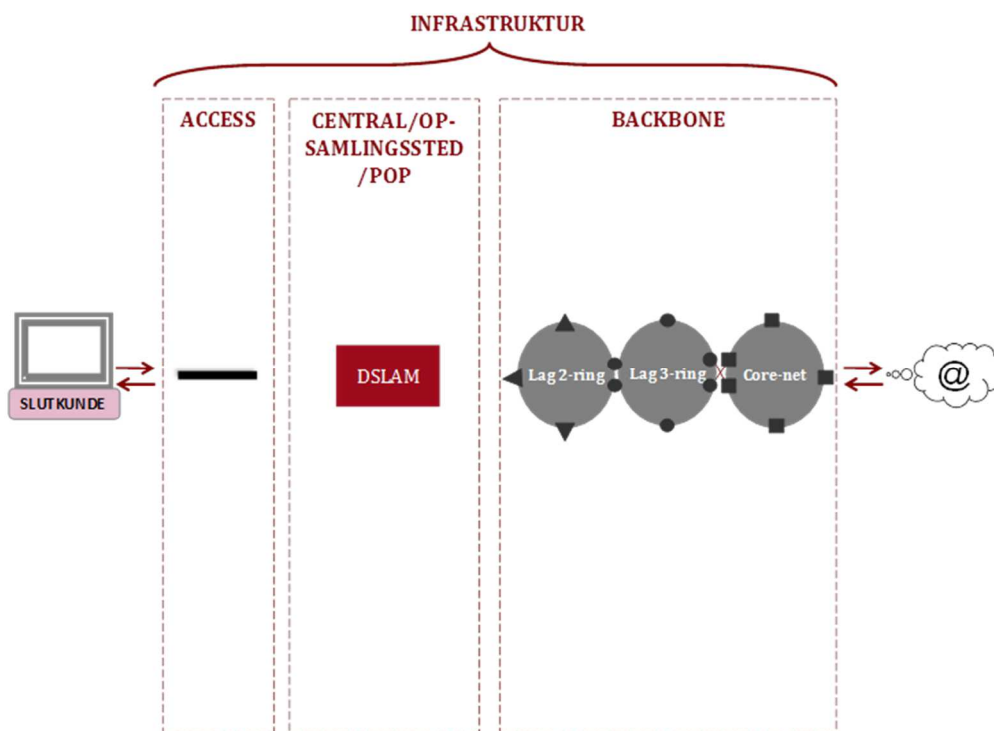 INFRASTRUKTUR
ACCESS
CENTRAL/OP-
SAMLINGSSTED
/POP
BACKBONE
SLUTKUNDE
DSLAM
Lag 2-ring
Lag 3-ring
X
Core-net
@